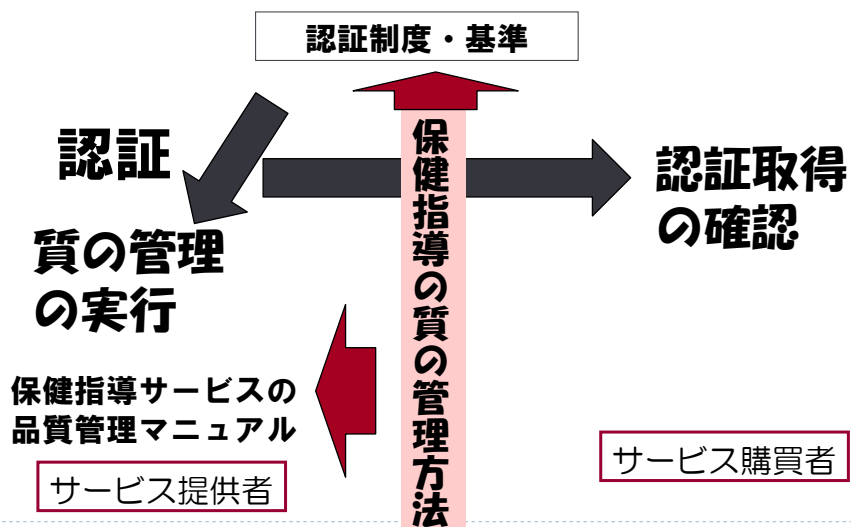 認証制度・基準
認証
保健指導の質の管理方法
認証取得
の確認
質の管理
の実行
保健指導サービスの
品質管理マニュアル
サービス提供者
サービス購買者